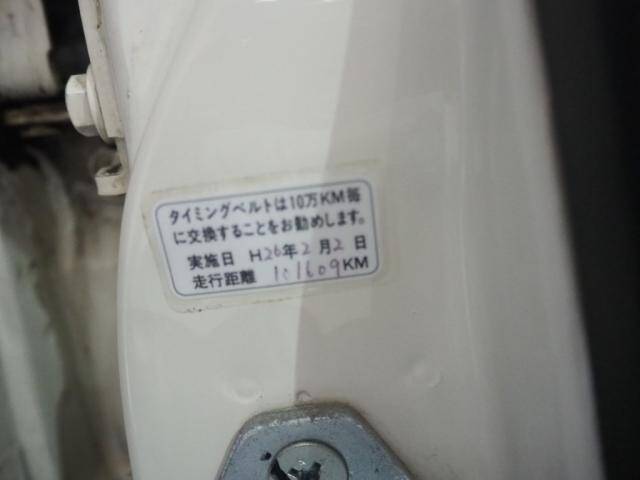 タイミングベルトは10万KM毎
に交換することをお勧めします。
実施日 H26年2月2日
走行距離 101609KM